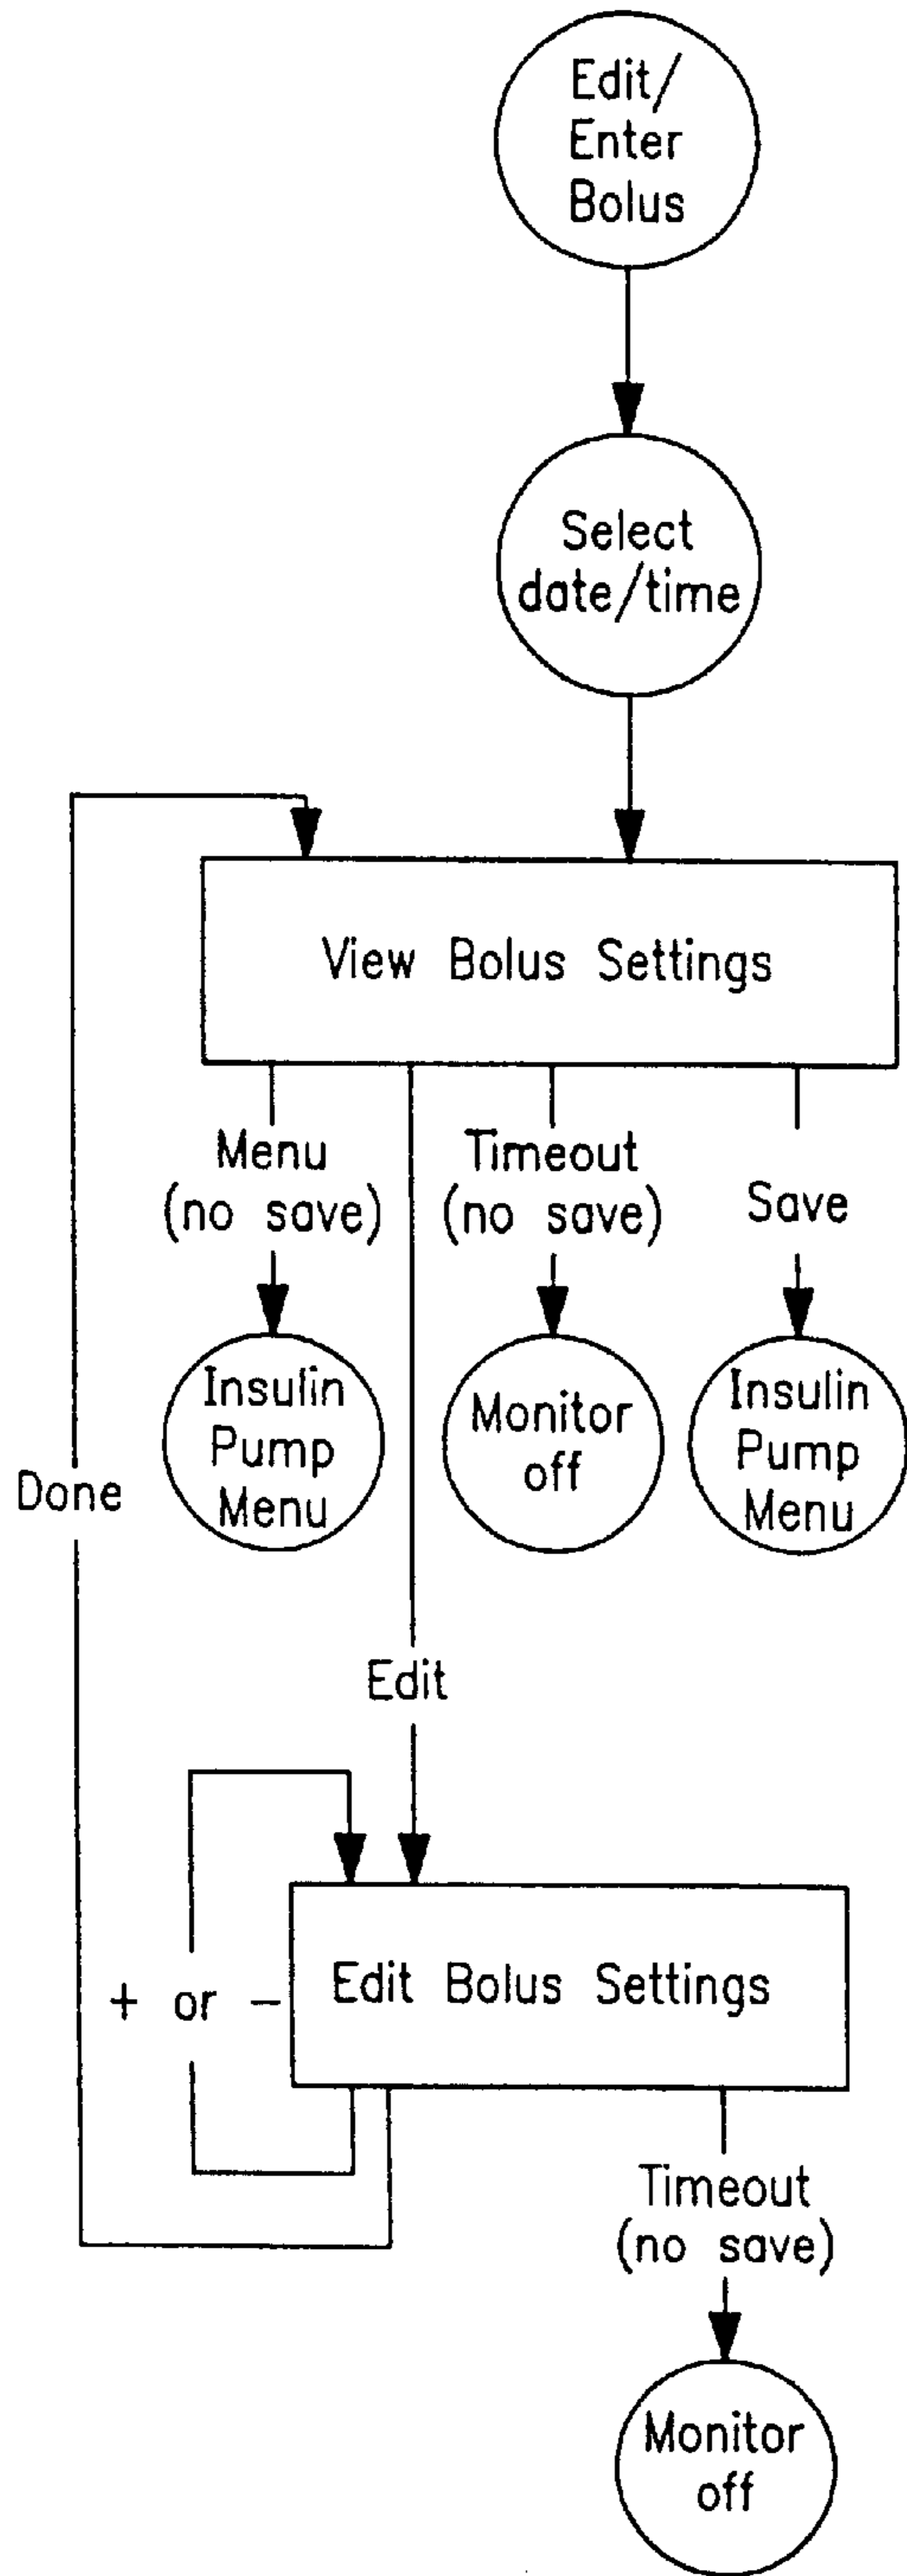 Edit/
Enter
Bolus
Select
date/time
View Bolus Settings
Menu
(no save)
Timeout
(no save)
Save
Insulin
Pump
Menu
Monitor
off
Insulin
Pump
Menu
Done
Edit
+ or -
Edit Bolus Settings
Timeout
(no save)
Monitor
off